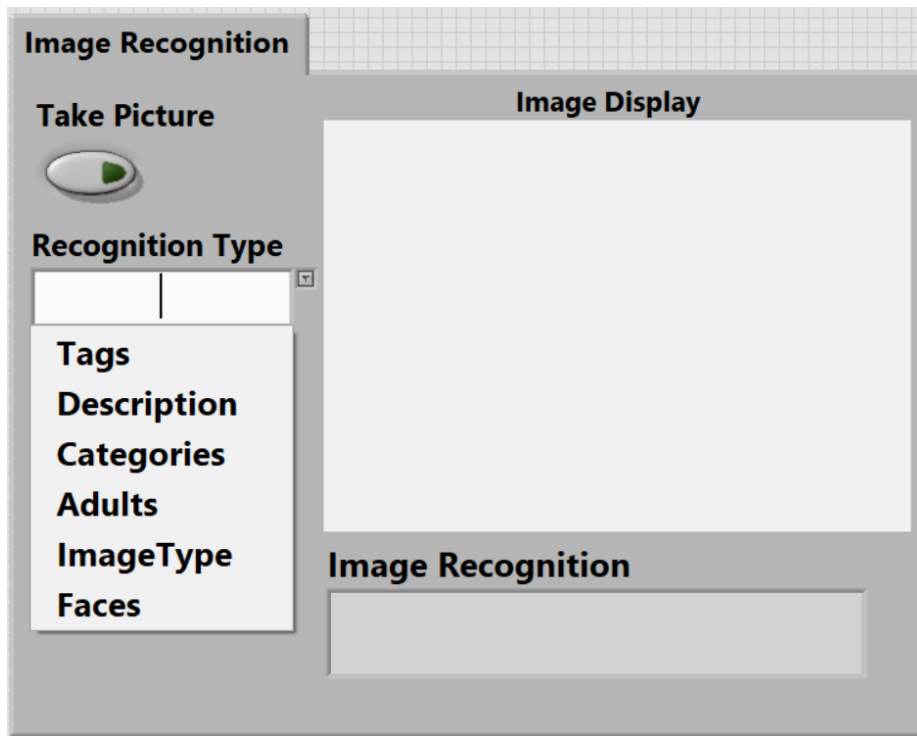 Image Recognition
Take Picture
Image Display
Recognition Type
Tags
Description
Categories
Adults
ImageType
Faces
Image Recognition